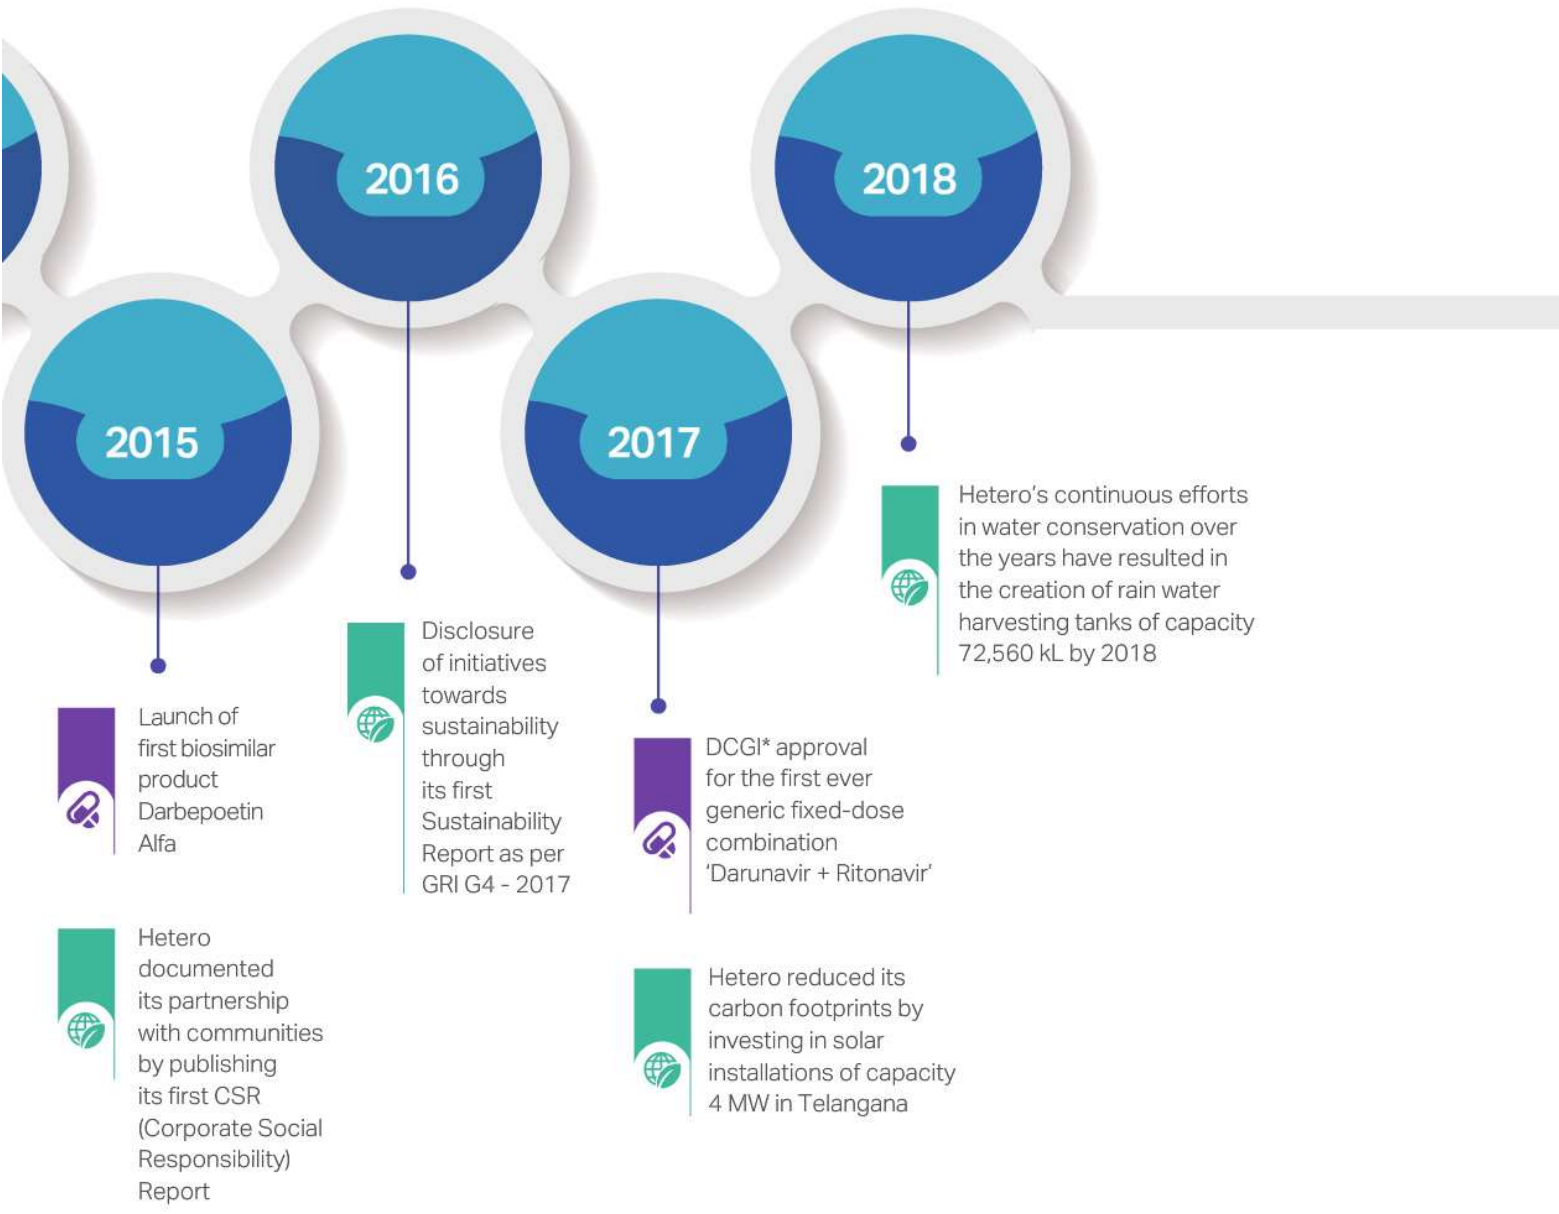 2015
Launch of
first biosimilar
product
Darbepoetin
Alfa
Hetero
documented
its partnership
with communities
by publishing
its first CSR
(Corporate Social
Responsibility)
Report
2016
Disclosure
of initiatives
towards
sustainability
through
its first
Sustainability
Report as per
GRI G4 - 2017
2017
DCGI* approval
for the first ever
generic fixed-dose
combination
‘Darunavir + Ritonavir’
Hetero reduced its
carbon footprints by
investing in solar
installations of capacity
4 MW in Telangana
2018
Hetero’s continuous efforts
in water conservation over
the years have resulted in
the creation of rain water
harvesting tanks of capacity
72,560 kL by 2018